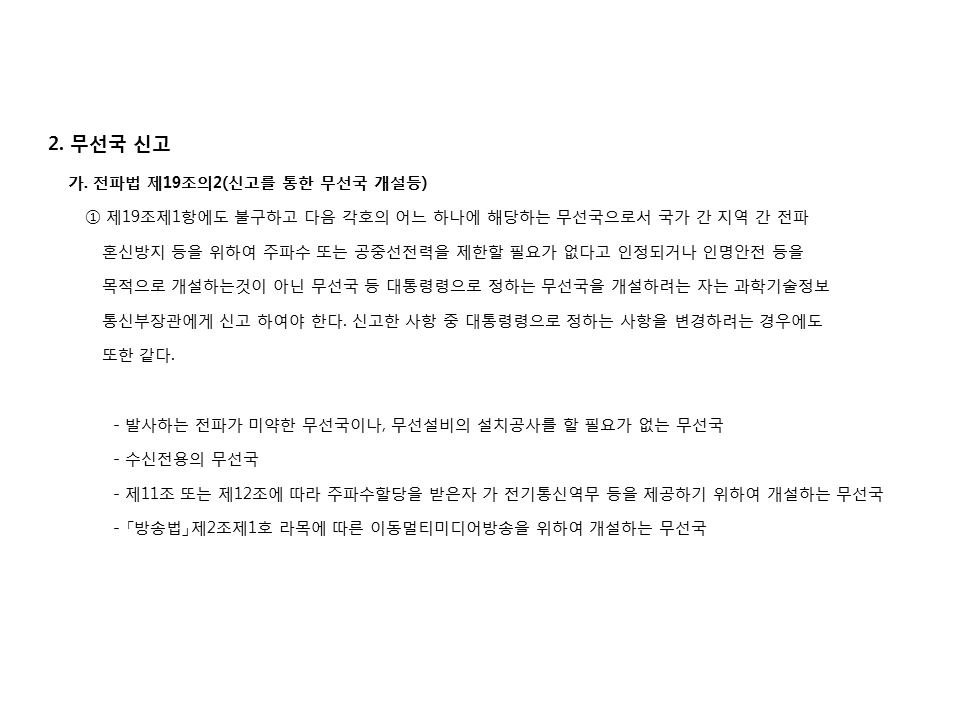 2. 무선국 신고
가. 전파법 제19조의2(신고를 통한 무선국 개설등)
① 제19조제1항에도 불구하고 다음 각호의 어느 하나에 해당하는 무선국으로서 국가 간 지역 간 전파
혼신방지 등을 위하여 주파수 또는 공중선전력을 제한할 필요가 없다고 인정되거나 인명안전 등을
목적으로 개설하는것이 아닌 무선국 등 대통령령으로 정하는 무선국을 개설하려는 자는 과학기술정보
통신부장관에게 신고 하여야 한다. 신고한 사항 중 대통령령으로 정하는 사항을 변경하려는 경우에도
또한 같다.
- 발사하는 전파가 미약한 무선국이나, 무선설비의 설치공사를 할 필요가 없는 무선국
- 수신전용의 무선국
- 제11조 또는 제12조에 따라 주파수할당을 받은자 가 전기통신역무 등을 제공하기 위하여 개설하는 무선국
- 「방송법」제2조제1호 라목에 따른 이동멀티미디어방송을 위하여 개설하는 무선국